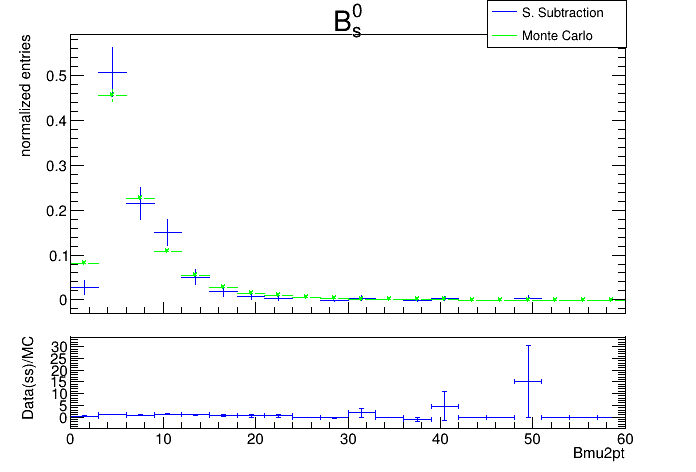 B_s^0
S. Subtraction
Monte Carlo
normalized entries
0.5
0.4
0.3
0.2
0.1
0
Data(ss)/MC
30
25
20
15
10
5
0
0 10 20 30 40 50 60
Bmu2pt